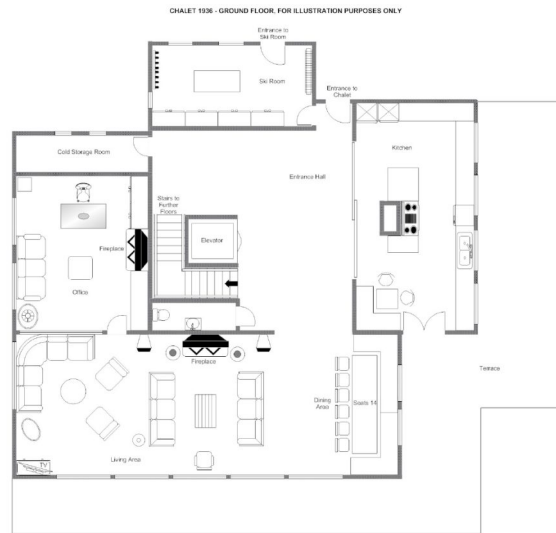 CHALET 1936 - GROUND FLOOR, FOR ILLUSTRATION PURPOSES ONLY
Entrance to
Ski Room
Ski Room
Entrance to
Chalet
Cold Storage Room
Kitchen
Entrance Hall
Stairs to
Further
Floors
Elevator
Fireplace
Office
Fireplace
Terrace
Dining
Area
Seats 14
Living Area
TV